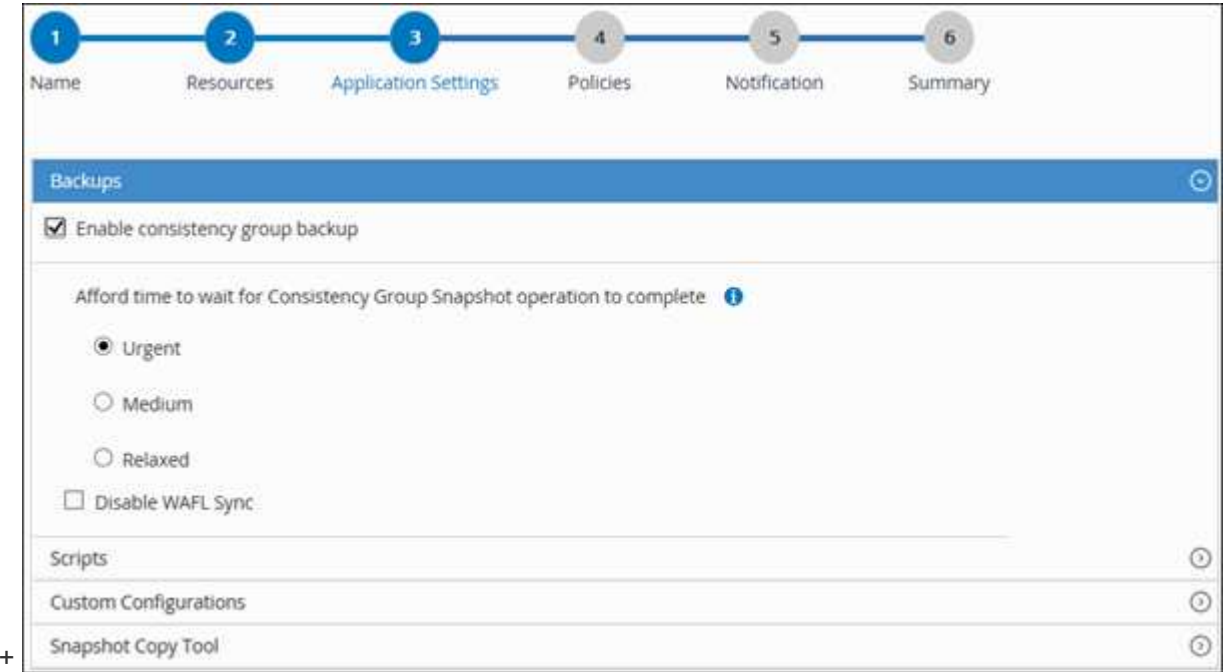 1 2 3 4 5 6
Name Resources Application Settings Policies Notification Summary
Backups
Enable consistency group backup
Afford time to wait for Consistency Group Snapshot operation to complete i
Urgent
Medium
Relaxed
Disable WAFL Sync
Scripts
Custom Configurations
Snapshot Copy Tool
+